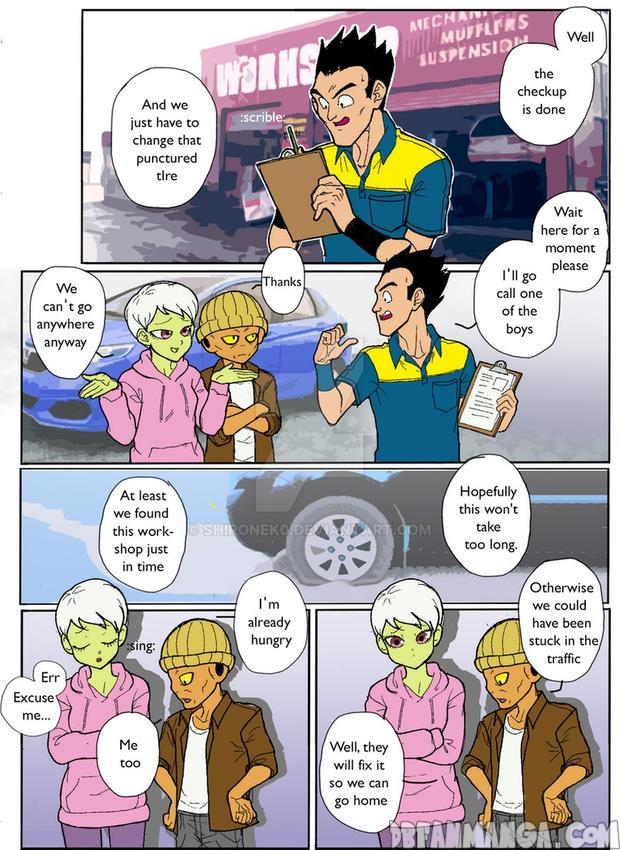 WORKS
MECHAN
MUFFLERS
SUSPENSION
Well
the
checkup
is done
And we
just have to
change that
punctured
tIre
:scrible:
Wait
here for a
moment
please
I'll go
call one
of the
boys
Thanks
We
can't go
anywhere
anyway
At least
we found
this work-
shop just
in time
Hopefully
this won't
take
too long.
© SHIRONEKO.DEVIANTART.COM
I'm
already
hungry
:sing:
Err
Excuse
me...
Me
too
Otherwise
we could
have been
stuck in the
traffic
Well, they
will fix it
so we can
go home
DBFANMANGA.COM